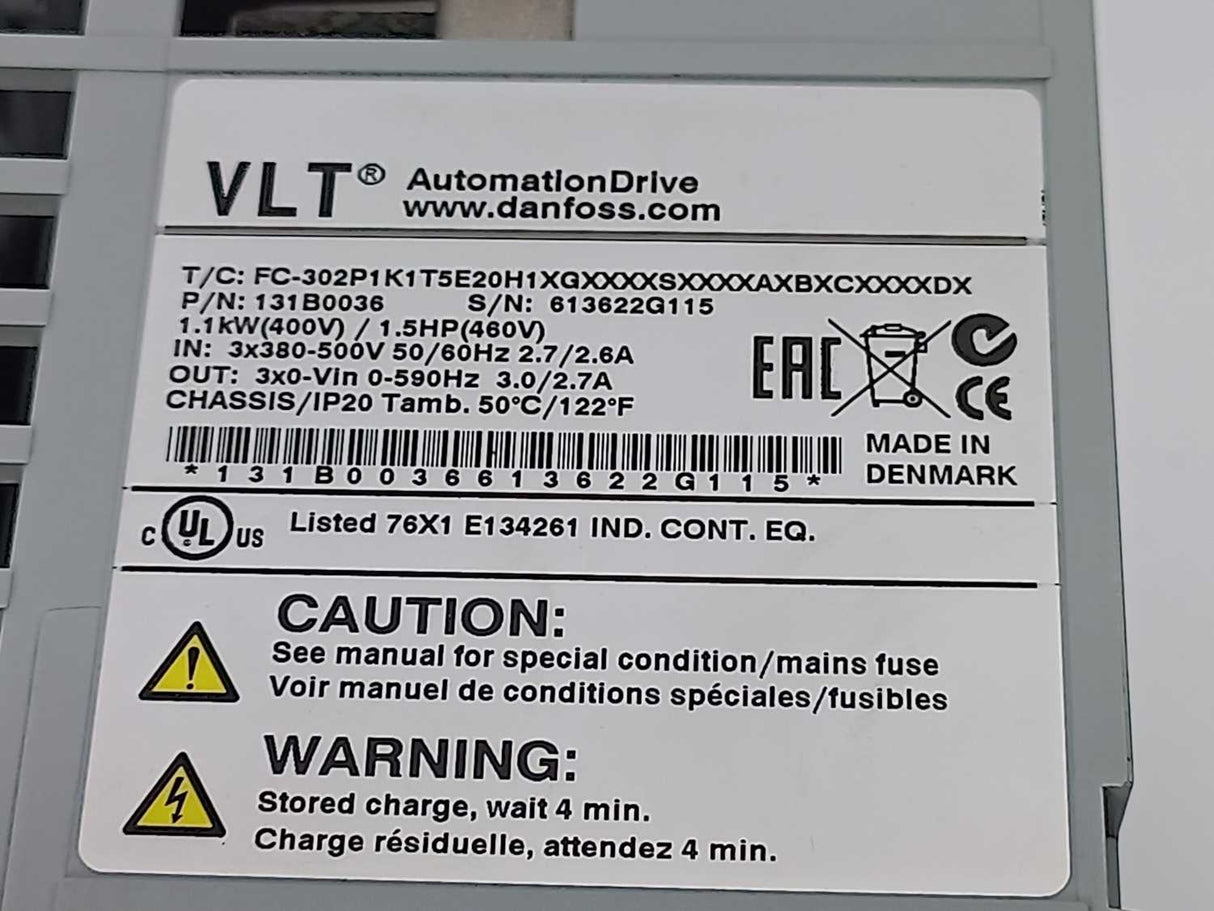 VLT® AutomationDrive
www.danfoss.com
T/C: FC-302P1K1T5E20H1XGXXXXSXXXXAXBXCXXXXDX
P/N: 131B0036 S/N: 613622G115
1.1kW(400V) / 1.5HP(460V)
IN: 3x380-500V 50/60Hz 2.7/2.6A
OUT: 3x0-Vin 0-590Hz 3.0/2.7A
CHASSIS/IP20 Tamb. 50°C/122°F
EAC
CE
*131B0036613622G115*
MADE IN
DENMARK
C UL US Listed 76X1 E134261 IND. CONT. EQ.
CAUTION:
See manual for special condition/mains fuse
Voir manuel de conditions spéciales/fusibles
WARNING:
Stored charge, wait 4 min.
Charge résiduelle, attendez 4 min.